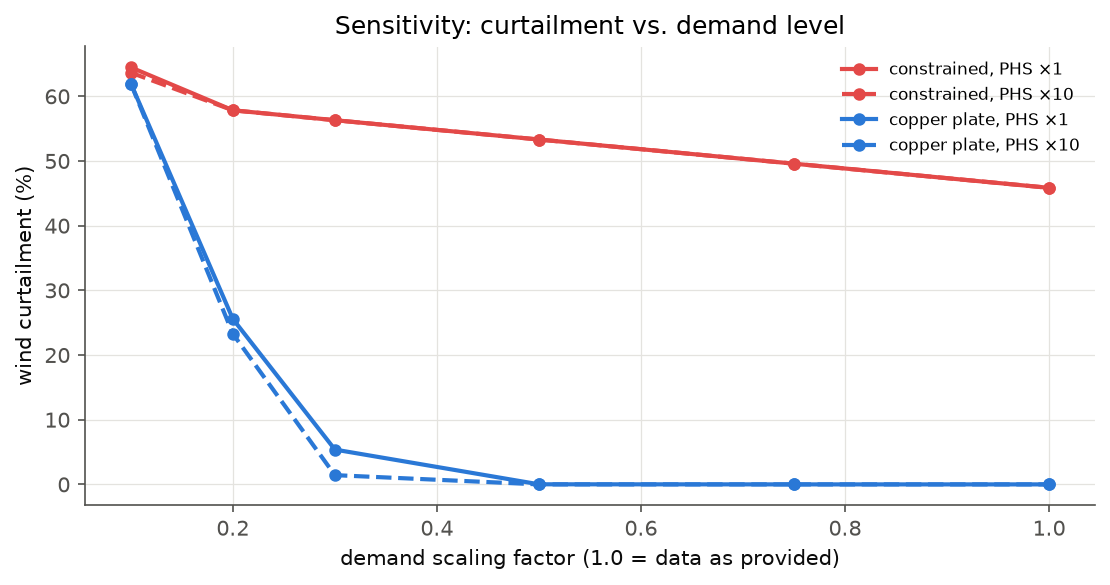 Sensitivity: curtailment vs. demand level
constrained, PHS ×1
constrained, PHS ×10
copper plate, PHS ×1
copper plate, PHS ×10
wind curtailment (%)
60
50
40
30
20
10
0
0.2 0.4 0.6 0.8 1.0
demand scaling factor (1.0 = data as provided)